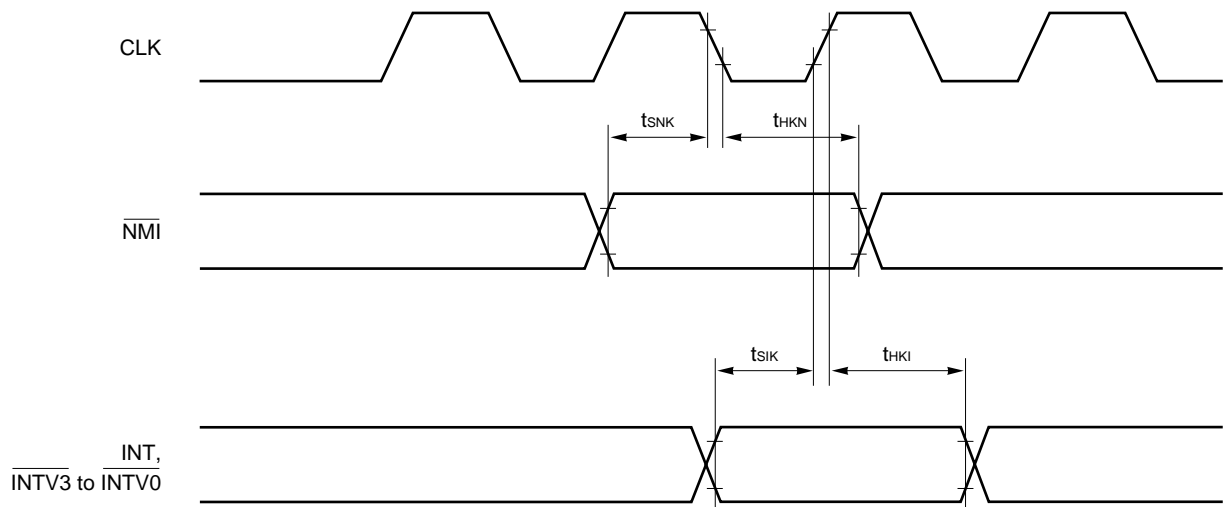 CLK
tSNK
tHKN
NMI
tSIK
tHKI
INT,
INTV3 to INTV0